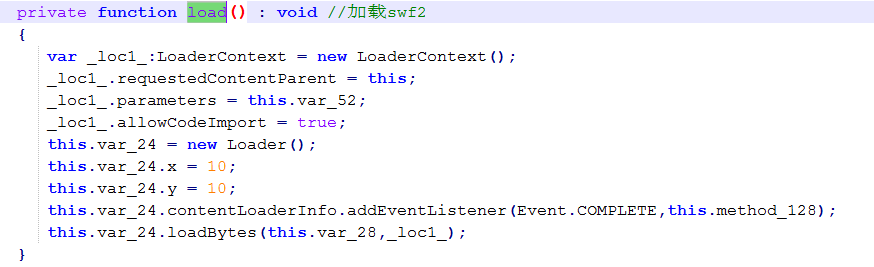 private function load() : void //加载swf2
{
var _loc1_:LoaderContext = new LoaderContext();
_loc1_.requestedContentParent = this;
_loc1_.parameters = this.var_52;
_loc1_.allowCodeImport = true;
this.var_24 = new Loader();
this.var_24.x = 10;
this.var_24.y = 10;
this.var_24.contentLoaderInfo.addEventListener(Event.COMPLETE,this.method_128);
this.var_24.loadBytes(this.var_28,_loc1_);
}